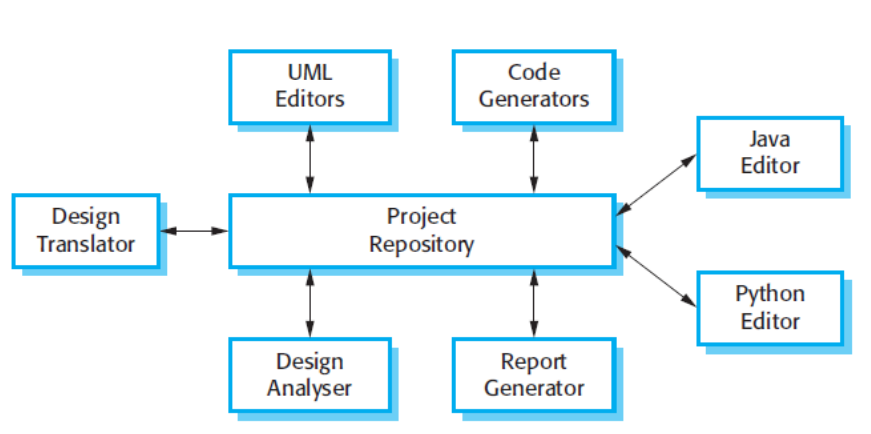 UML
Editors
Code
Generators
Java
Editor
Design
Translator
Project
Repository
Python
Editor
Design
Analyser
Report
Generator